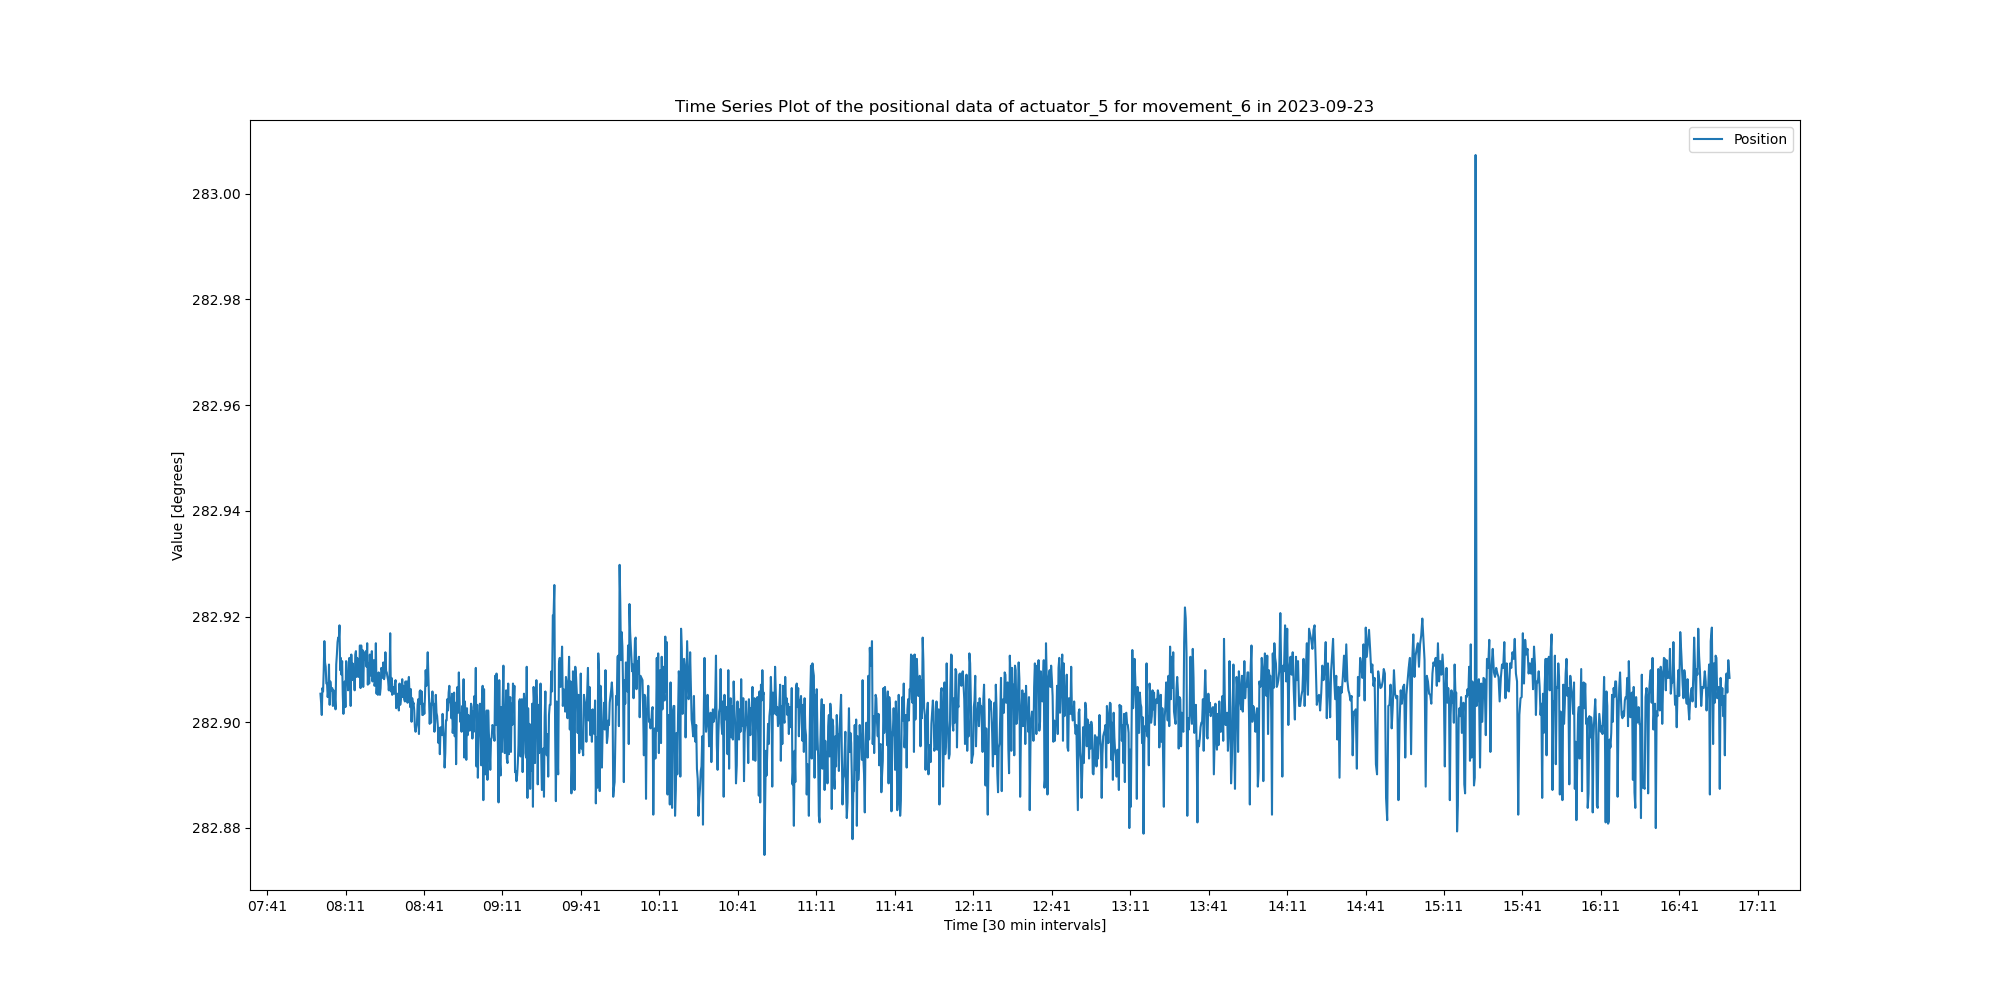 Time Series Plot of the positional data of actuator_5 for movement_6 in 2023-09-23
Position
283.00
282.98
282.96
282.94
282.92
282.90
282.88
Value [degrees]
07:41 08:11 08:41 09:11 09:41 10:11 10:41 11:11 11:41 12:11 12:41 13:11 13:41 14:11 14:41 15:11 15:41 16:11 16:41 17:11
Time [30 min intervals]